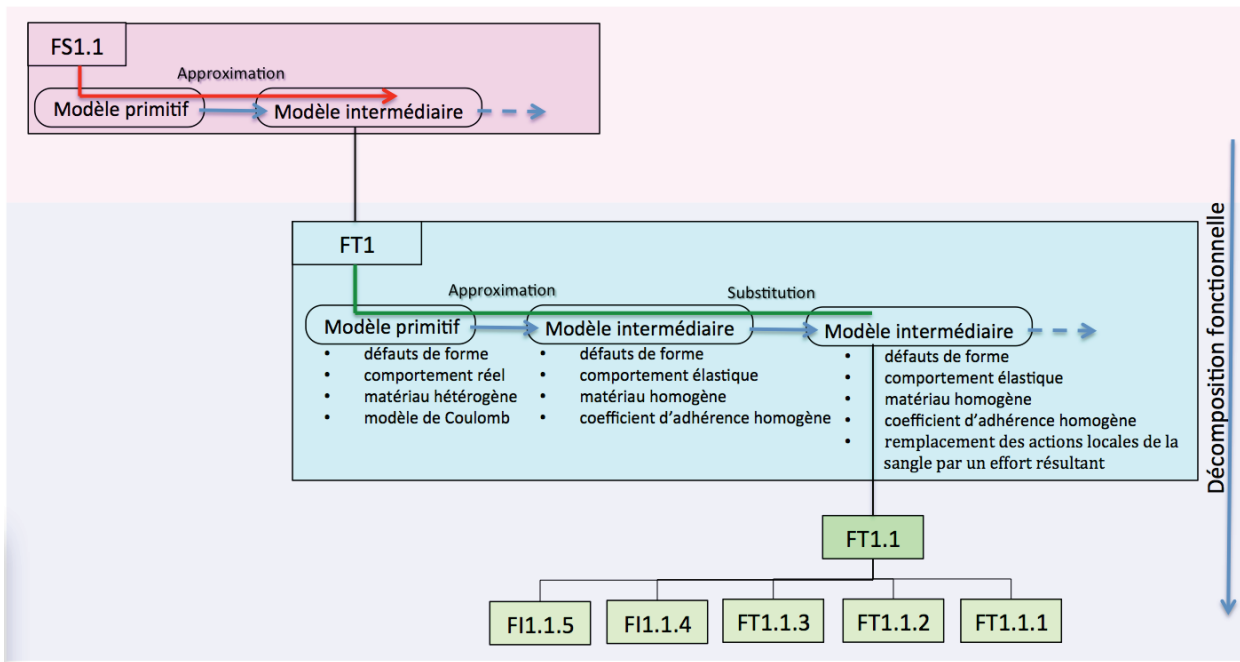 FS1.1
Approximation
Modèle primitif
Modèle intermédiaire
Décomposition fonctionnelle
FT1
Approximation
Substitution
Modèle primitif
• défauts de forme
• comportement réel
• matériau hétérogène
• modèle de Coulomb
Modèle intermédiaire
• défauts de forme
• comportement élastique
• matériau homogène
• coefficient d'adhérence homogène
Modèle intermédiaire
• défauts de forme
• comportement élastique
• matériau homogène
• coefficient d'adhérence homogène
• remplacement des actions locales de la
sangle par un effort résultant
FT1.1
FI1.1.5
FI1.1.4
FT1.1.3
FT1.1.2
FT1.1.1